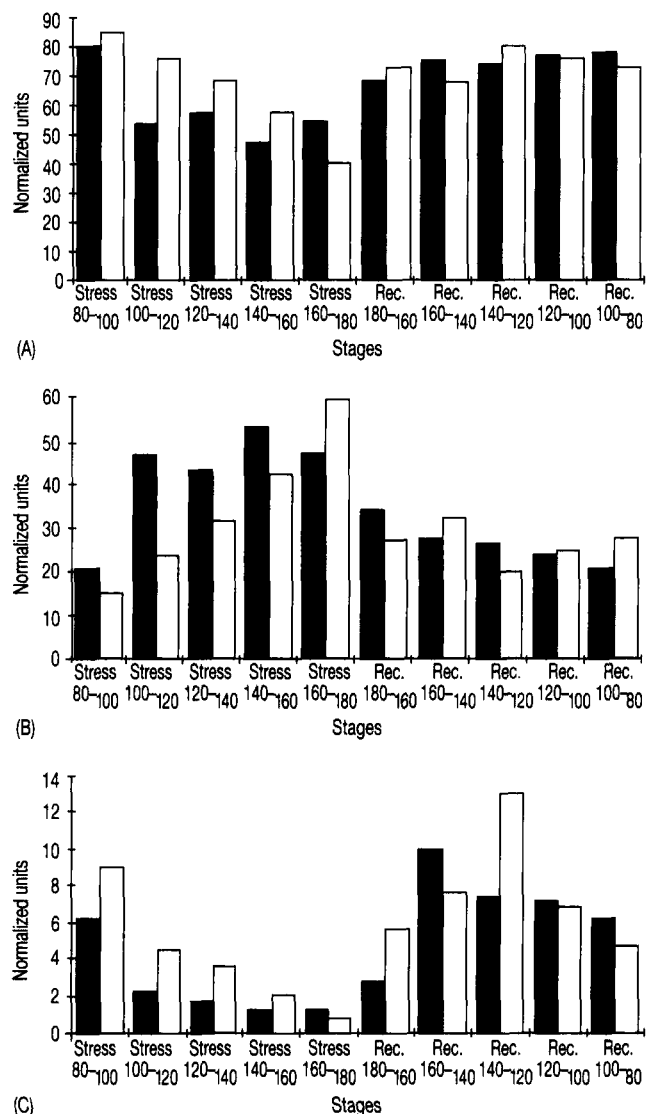 90
80
70
60
50
40
30
20
10
0
Normalized units
Stress Stress Stress Stress Stress Rec. Rec. Rec. Rec. Rec.
80–100 100–120 120–140 140–160 160–180 180–160 160–140 140–120 120–100 100–80
(A)
Stages
60
50
40
30
20
10
0
Normalized units
Stress Stress Stress Stress Stress Rec. Rec. Rec. Rec. Rec.
80–100 100–120 120–140 140–160 160–180 180–160 160–140 140–120 120–100 100–80
(B)
Stages
14
12
10
8
6
4
2
0
Normalized units
Stress Stress Stress Stress Stress Rec. Rec. Rec. Rec. Rec.
80–100 100–120 120–140 140–160 160–180 180–160 160–140 140–120 120–100 100–80
(C)
Stages